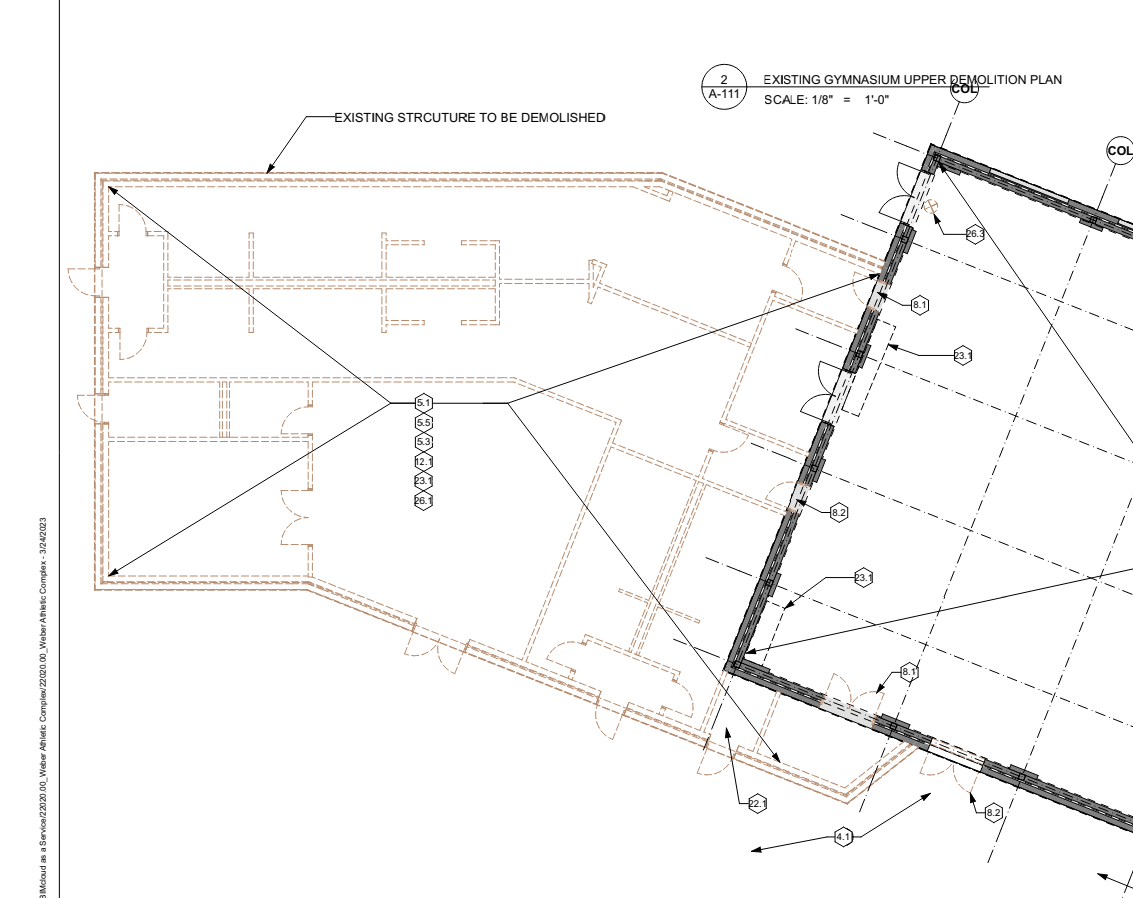 2
A-111
EXISTING GYMNASIUM UPPER DEMOLITION PLAN
SCALE: 1/8" = 1'-0"
COL
EXISTING STRCUTURE TO BE DEMOLISHED
COL
26.3
8.1
23.1
5.1
5.5
5.3
12.1
23.1
26.1
8.2
23.1
8.1
22.1
8.2
4.1
BIMcloud as a Service/22020.00_Weber Athletic Complex/22020.00_Weber Athletic Complex - 3/24/2023